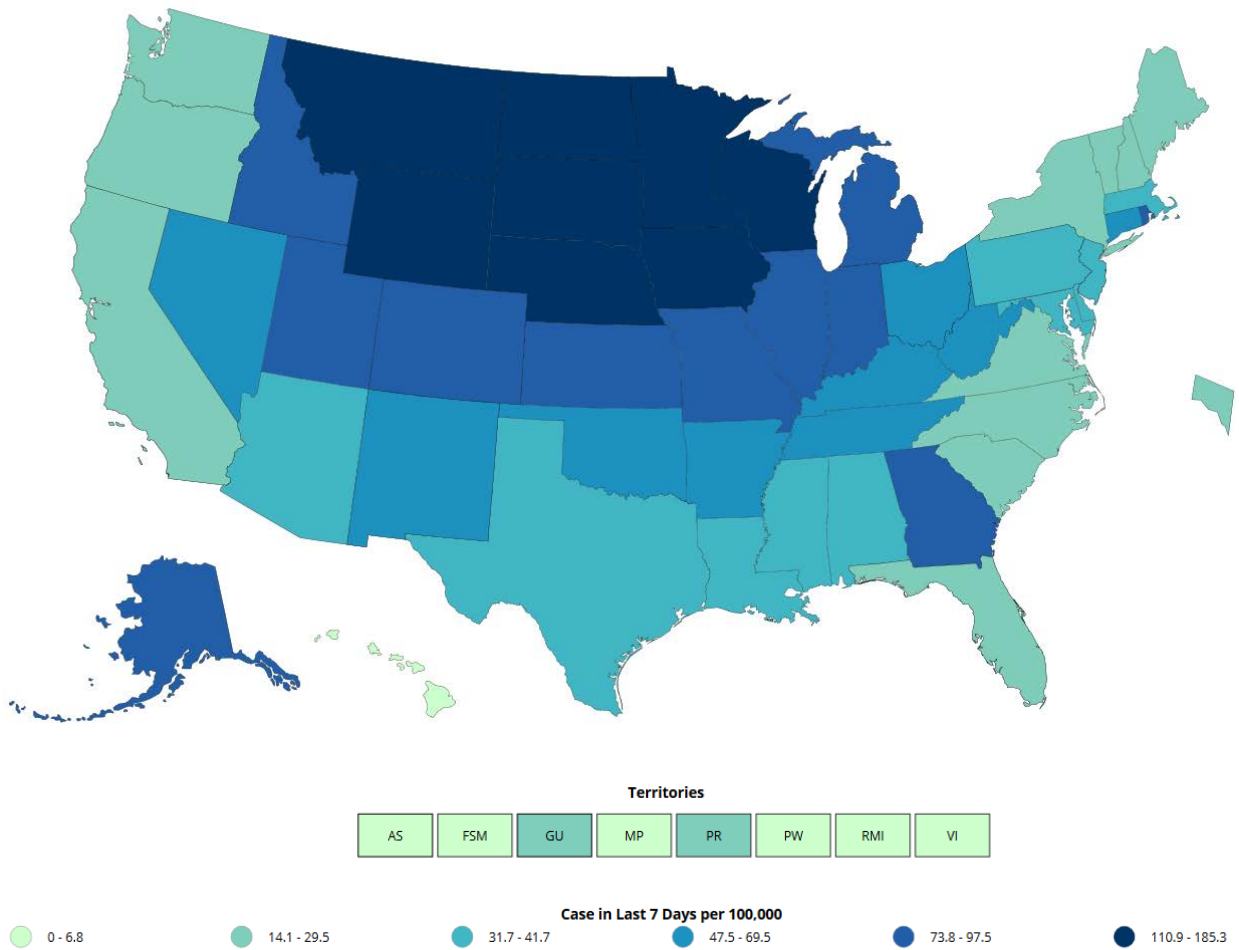 Territories
AS FSM GU MP PR PW RMI VI
Case in Last 7 Days per 100,000
0 - 6.8 14.1 - 29.5 31.7 - 41.7 47.5 - 69.5 73.8 - 97.5 110.9 - 185.3